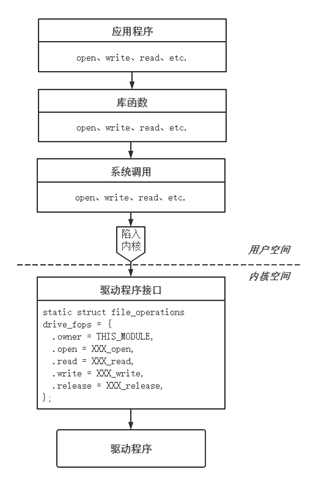 应用程序
open、write、read、etc.
库函数
open、write、read、etc.
系统调用
open、write、read、etc.
陷入
内核
用户空间
内核空间
驱动程序接口
static struct file_operations
drive_fops = {
.owner = THIS_MODULE,
.open = XXX_open,
.read = XXX_read,
.write = XXX_write,
.release = XXX_release,
};
驱动程序